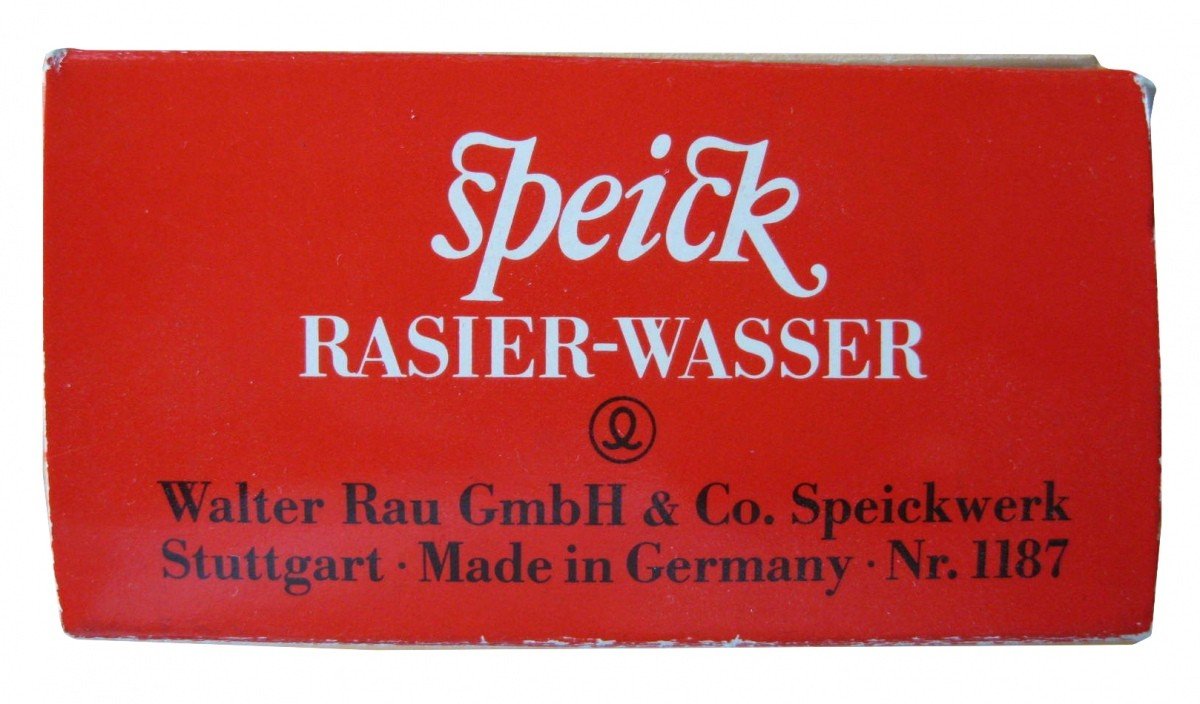 Speick
RASIER-WASSER
Walter Rau GmbH & Co. Speickwerk
Stuttgart · Made in Germany · Nr. 1187